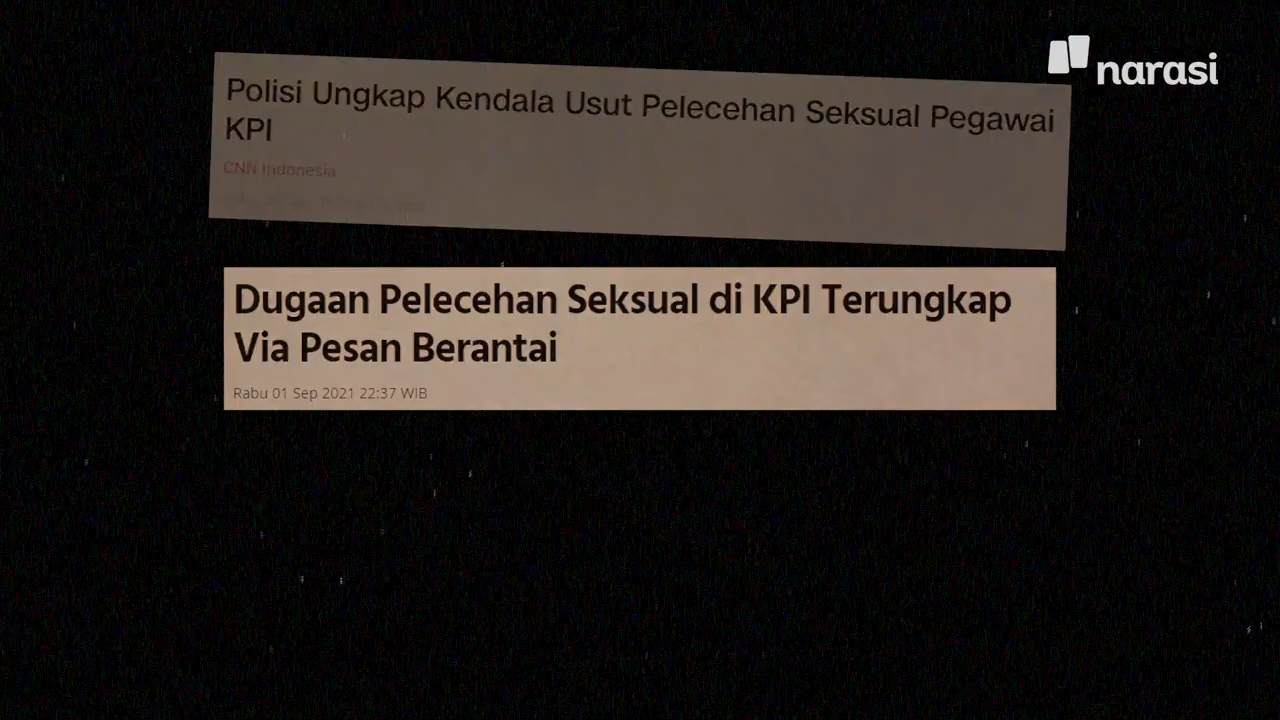 narasi
Polisi Ungkap Kendala Usut Pelecehan Seksual Pegawai
KPI
CNN Indonesia
Dugaan Pelecehan Seksual di KPI Terungkap
Via Pesan Berantai
Rabu 01 Sep 2021 22:37 WIB